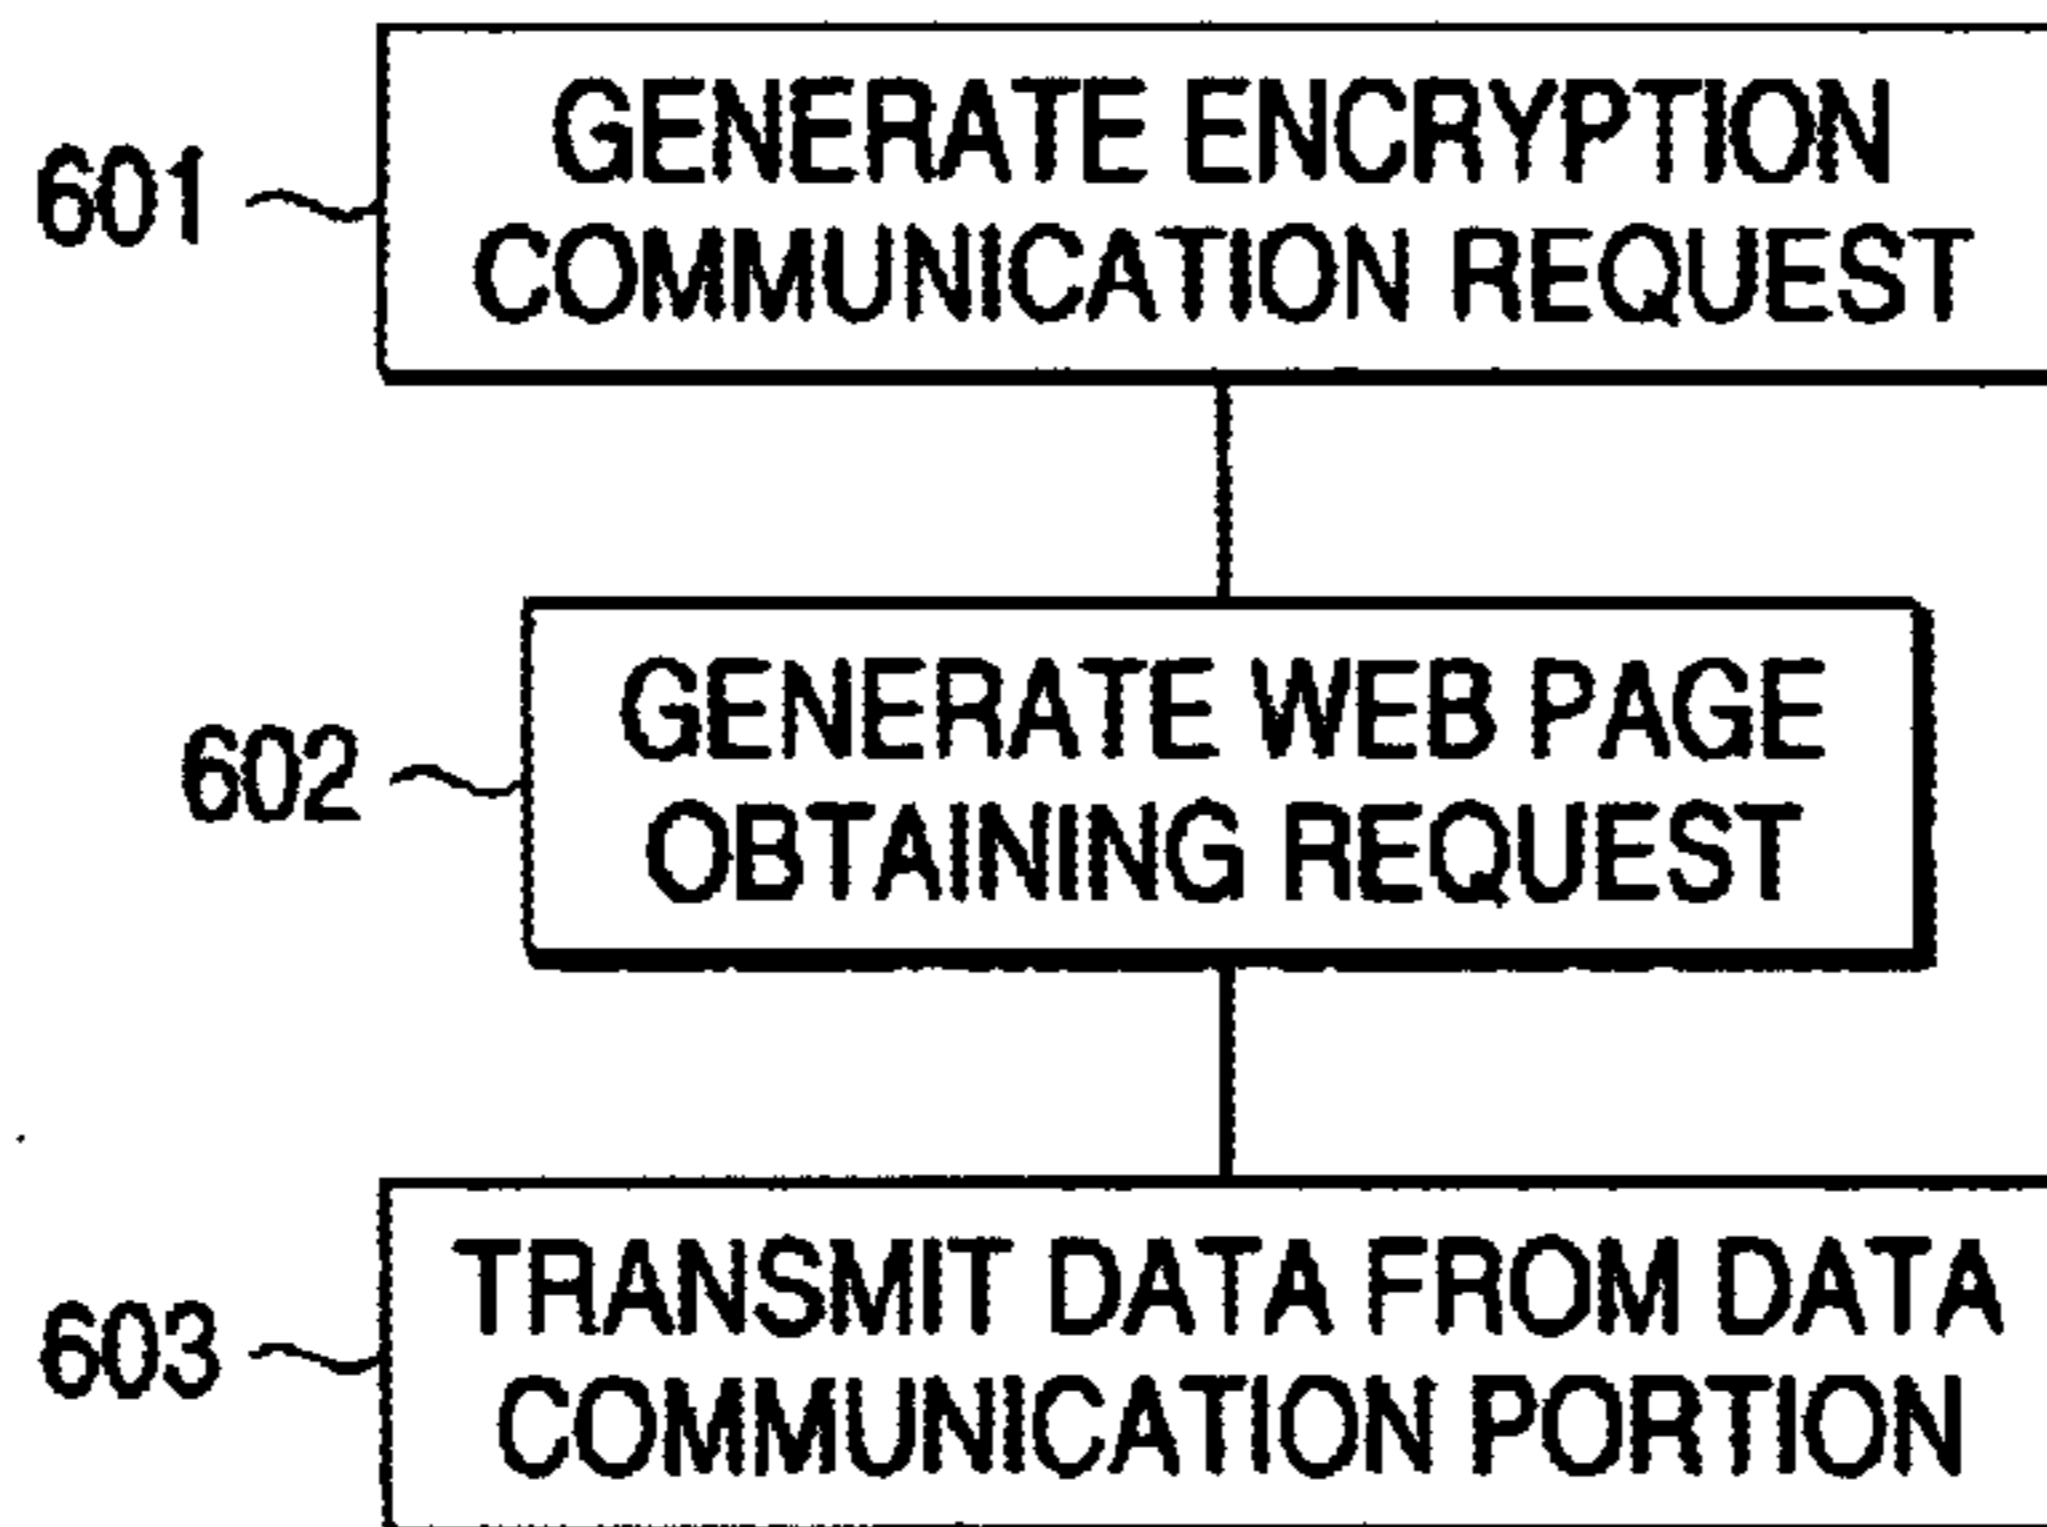 GENERATE ENCRYPTION
601
COMMUNICATION REQUEST
GENERATE WEB PAGE
602
OBTAINING REQUEST
TRANSMIT DATA FROM DATA
603
COMMUNICATION PORTION